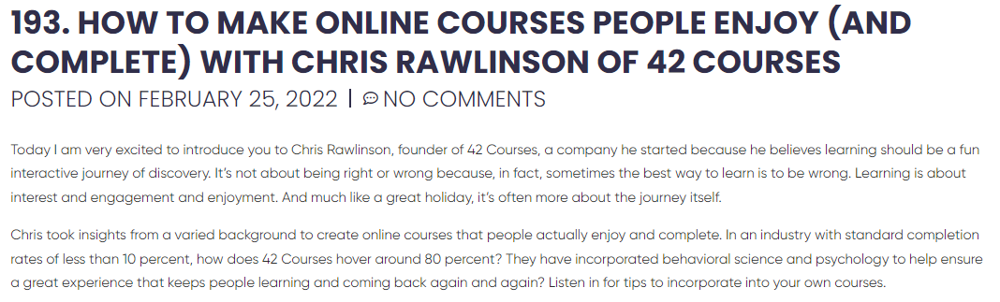 193. HOW TO MAKE ONLINE COURSES PEOPLE ENJOY (AND
COMPLETE) WITH CHRIS RAWLINSON OF 42 COURSES
POSTED ON FEBRUARY 25, 2022 | NO COMMENTS
Today I am very excited to introduce you to Chris Rawlinson, founder of 42 Courses, a company he started because he believes learning should be a fun
interactive journey of discovery. It's not about being right or wrong because, in fact, sometimes the best way to learn is to be wrong. Learning is about
interest and engagement and enjoyment. And much like a great holiday, it's often more about the journey itself.
Chris took insights from a varied background to create online courses that people actually enjoy and complete. In an industry with standard completion
rates of less than 10 percent, how does 42 Courses hover around 80 percent? They have incorporated behavioral science and psychology to help ensure
a great experience that keeps people learning and coming back again and again? Listen in for tips to incorporate into your own courses.